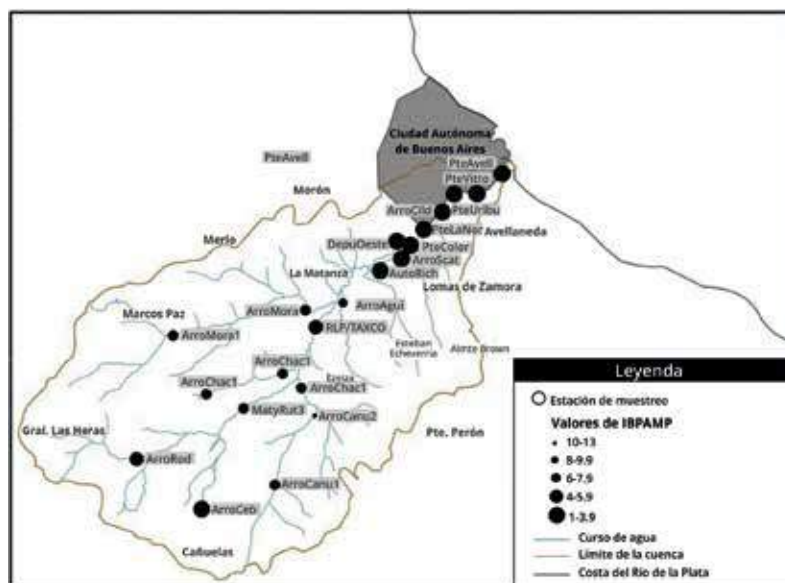 Ciudad Autónoma
de Buenos Aires
PteAvell
PteAvell
PteVitto
Morón
ArroCild
PteUribu
PteLaNor
Avellaneda
Merlo
DepuOeste
PteColor
ArroScat
La Matanza
AutoRich
Lomas de Zamora
ArroAgui
Marcos Paz
ArroMora
RLP/TAXCO
ArroMora1
Esteban
Echeverría
Almte Brown
ArroChac1
Ezeiza
ArroChac1
ArroChac1
MatyRut3
ArroCanu2
Gral. Las Heras
Pte. Perón
ArroRod
ArroCanu1
ArroCeb
Cañuelas
Leyenda
Estación de muestreo
Valores de IBPAMP
10-13
8-9.9
6-7.9
4-5.9
1-3.9
Curso de agua
Límite de la cuenca
Costa del Río de la Plata